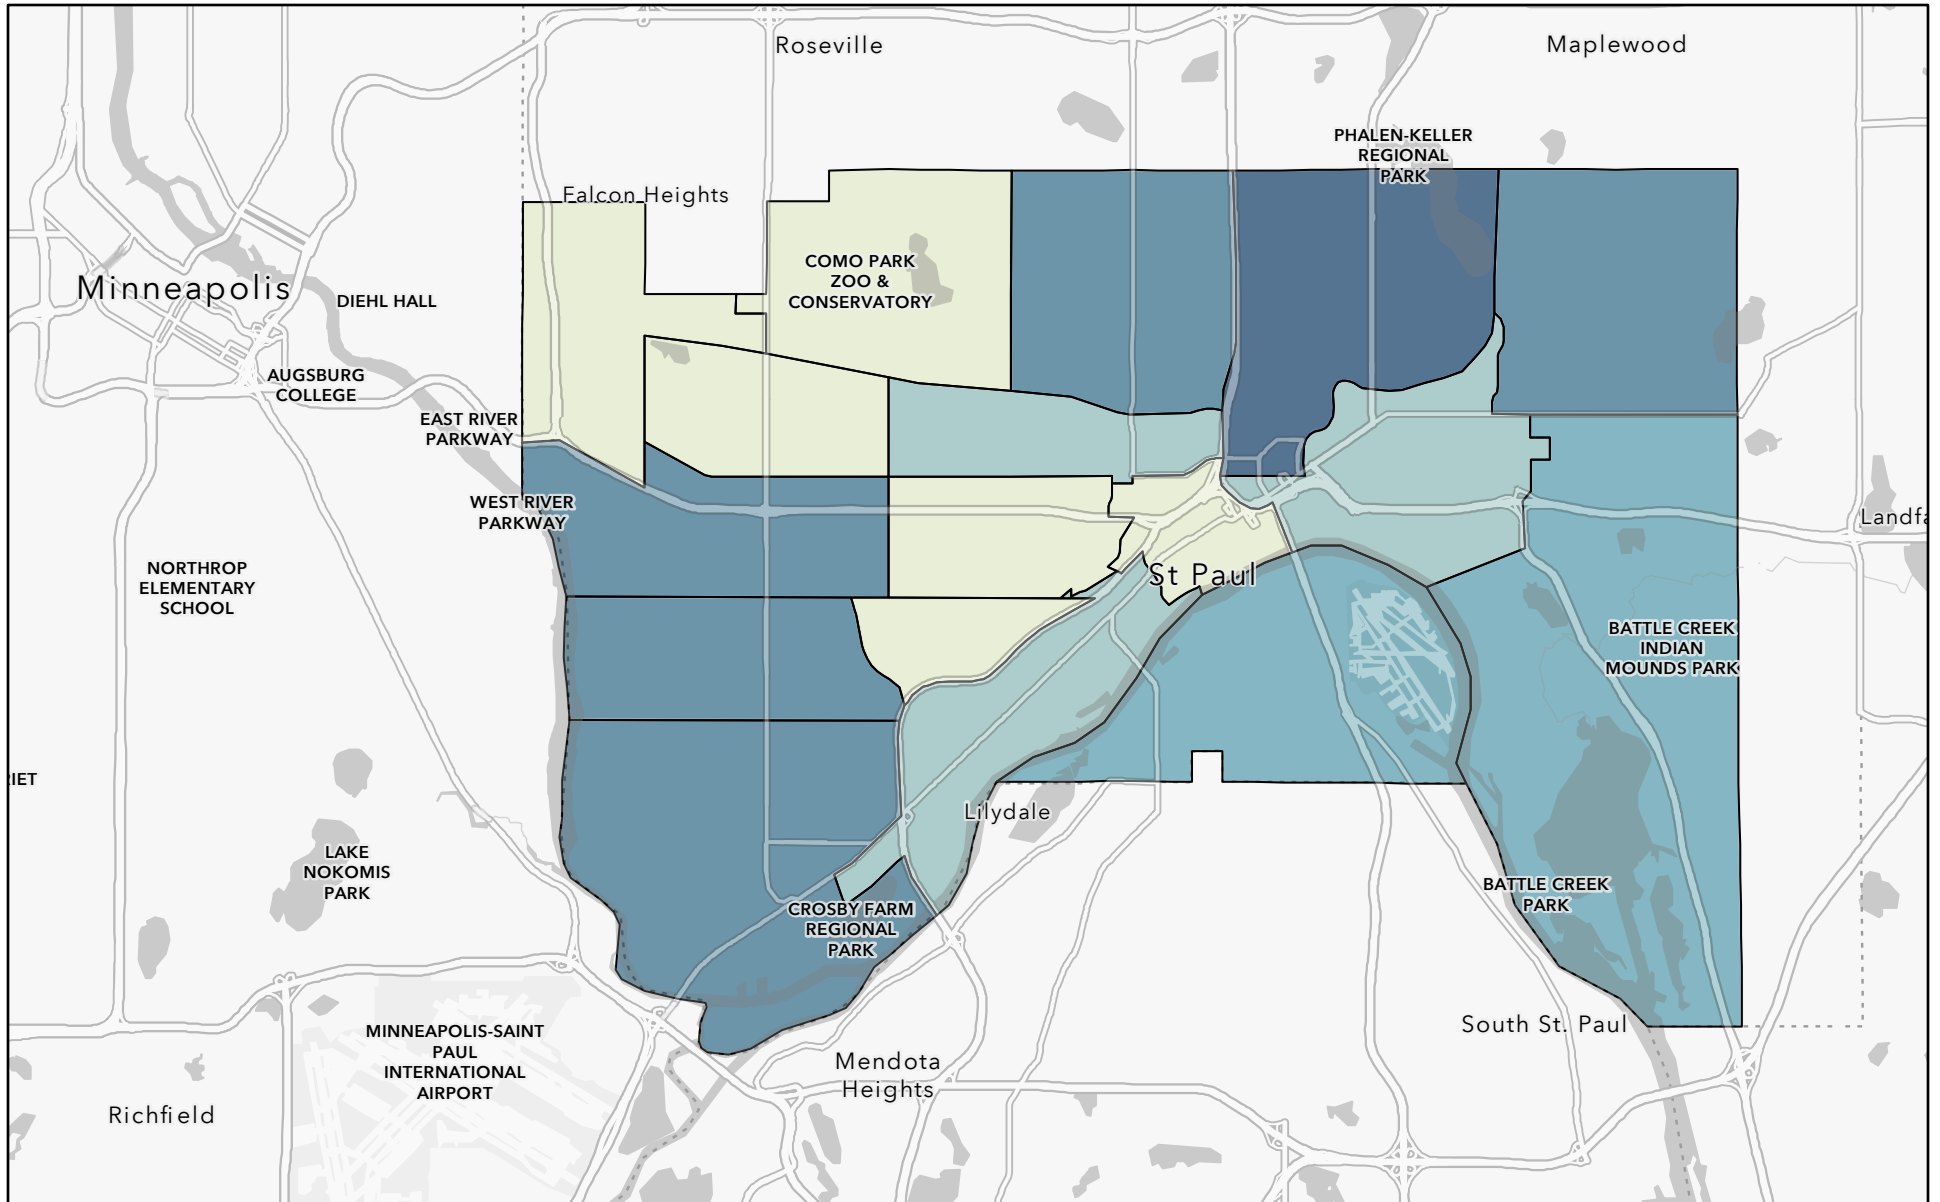 Roseville
Maplewood
PHALEN-KELLER
REGIONAL
PARK
Falcon Heights
COMO PARK
ZOO &
CONSERVATORY
Minneapolis
DIEHL HALL
AUGSBURG
COLLEGE
EAST RIVER
PARKWAY
WEST RIVER
PARKWAY
Landfa
NORTHROP
ELEMENTARY
SCHOOL
St Paul
BATTLE CREEK
INDIAN
MOUNDS PARK
RIET
Lilydale
LAKE
NOKOMIS
PARK
BATTLE CREEK
PARK
CROSBY FARM
REGIONAL
PARK
MINNEAPOLIS-SAINT
PAUL
INTERNATIONAL
AIRPORT
South St. Paul
Mendota
Heights
Richfield